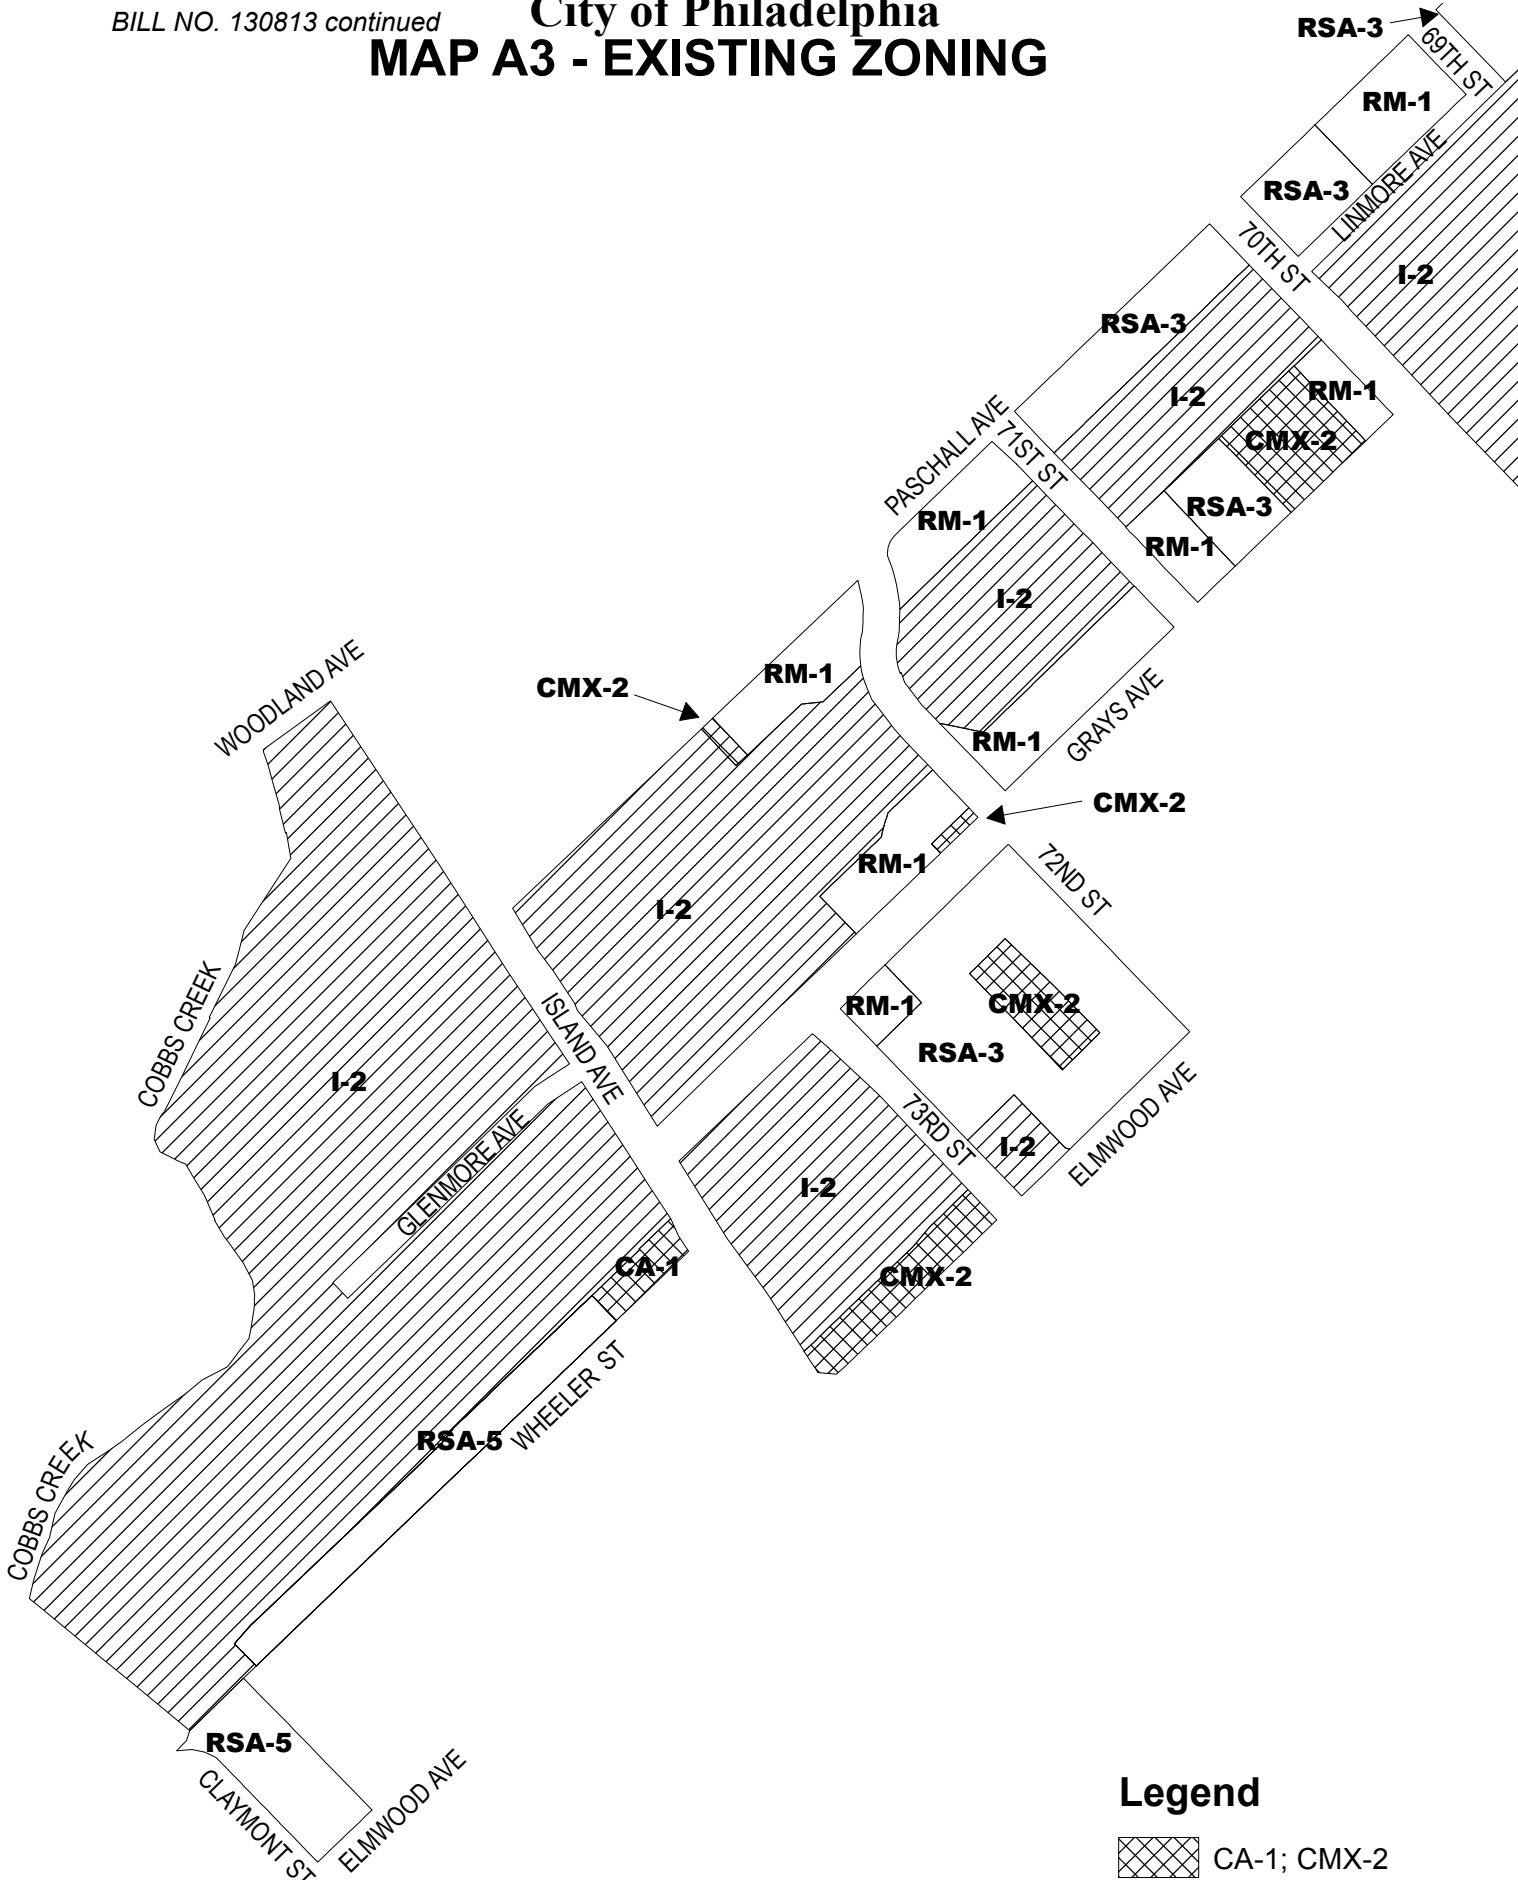 BILL NO. 130813 continued
City of Philadelphia
MAP A3 - EXISTING ZONING
RSA-3
69TH ST
RM-1
LINMORE AVE
RSA-3
70TH ST
I-2
RSA-3
I-2
RM-1
CMX-2
PASCHALL AVE
71ST ST
RSA-3
RM-1
RM-1
I-2
WOODLAND AVE
CMX-2
RM-1
GRAYS AVE
RM-1
CMX-2
RM-1
72ND ST
I-2
COBBS CREEK
ISLAND AVE
RM-1
CMX-2
RSA-3
I-2
GLENMORE AVE
73RD ST
I-2
ELMWOOD AVE
I-2
CA-1
CMX-2
WHEELER ST
RSA-5
COBBS CREEK
RSA-5
CLAYMONT ST
ELMWOOD AVE
Legend
CA-1; CMX-2